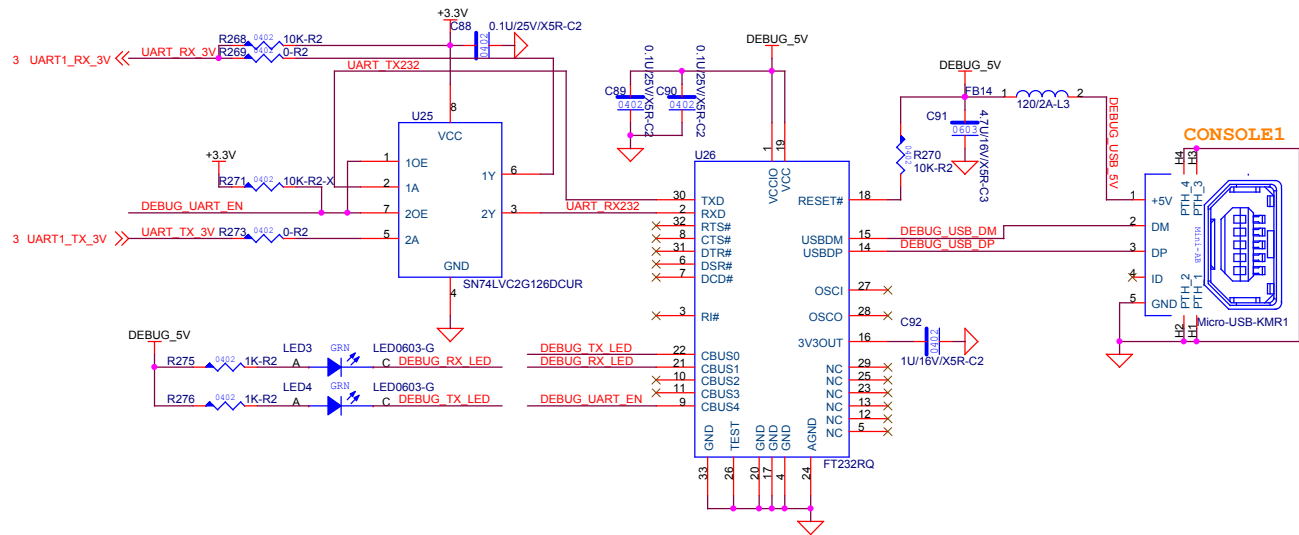 +3.3V
C88
0.1U/25V/X5R-C2
0402
R268
0402
10K-R2
3 UART1_RX_3V
UART_RX_3V
R269
0402
0-R2
UART_TX232
8
U25
VCC
+3.3V
R271
0402
10K-R2-X
DEBUG_UART_EN
3 UART1_TX_3V
UART_TX_3V
R273
0402
0-R2
1
1OE
2
1A
7
2OE
5
2A
1Y
6
2Y
3
UART_RX232
GND
4
SN74LVC2G126DCUR
DEBUG_5V
0.1U/25V/X5R-C2
0.1U/25V/X5R-C2
C89
0402
C90
0402
U26
1
19
VCCIO
VCC
30
TXD
2
RXD
32
RTS#
8
CTS#
31
DTR#
6
DSR#
7
DCD#
3
RI#
22
CBUS0
21
CBUS1
10
CBUS2
11
CBUS3
9
CBUS4
DEBUG_TX_LED
DEBUG_RX_LED
DEBUG_UART_EN
RESET#
18
USBDM
15
USBDP
14
OSCI
27
OSCO
28
3V3OUT
16
NC
29
NC
25
NC
23
NC
13
NC
12
NC
5
GND
TEST
GND
GND
GND
AGND
33
26
20
17
4
24
FT232RQ
DEBUG_USB_DM
DEBUG_USB_DP
C92
0402
1U/16V/X5R-C2
DEBUG_5V
FB14
1
2
120/2A-L3
C91
0603
4.7U/16V/X5R-C3
0402
R270
10K-R2
DEBUG_USB_5V
CONSOLE1
H4
H3
PTH_4
PTH_3
1
+5V
2
DM
3
DP
4
ID
5
GND
PTH_2
PTH_1
H2
H1
Mini-AB
Micro-USB-KMR1
DEBUG_5V
R275
0402
1K-R2
A
LED3
GRN
LED0603-G
C
DEBUG_RX_LED
R276
0402
1K-R2
A
LED4
GRN
LED0603-G
C
DEBUG_TX_LED